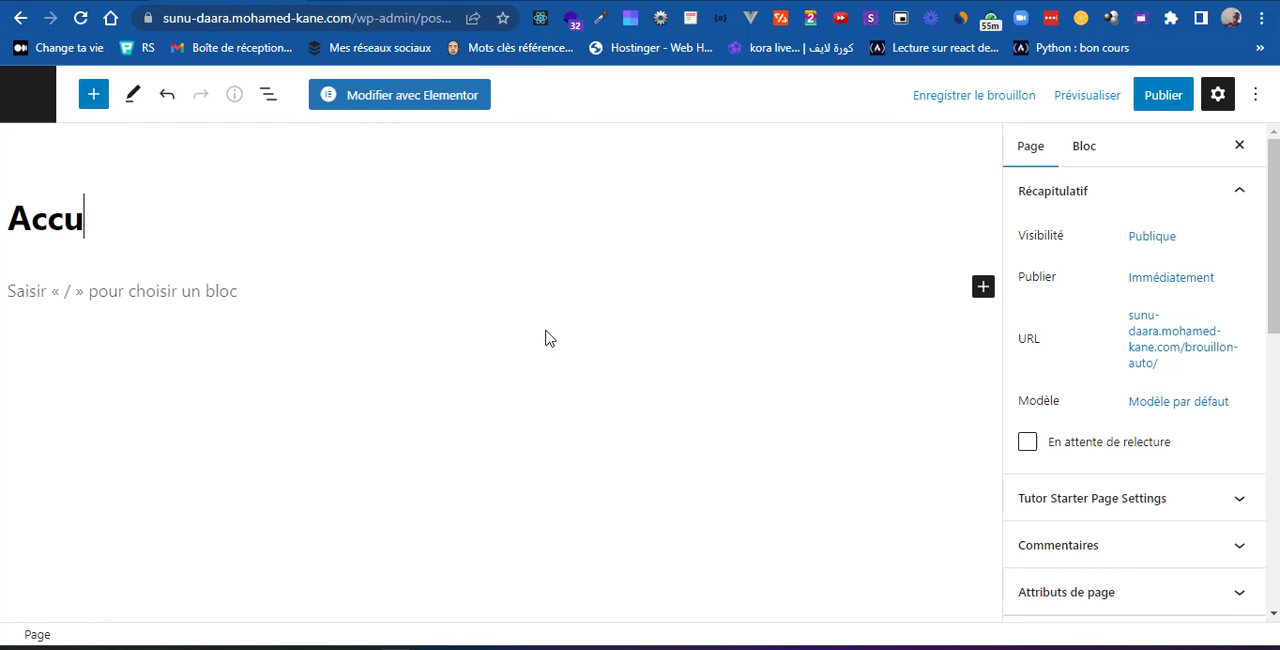 sunu-daara.mohamed-kane.com/wp-admin/pos...
32
2
S
55m
Change ta vie
RS
Boîte de réception...
Mes réseaux sociaux
Mots clés référence...
Hostinger - Web H...
kora live... | كورة لايف
Lecture sur react de...
Python : bon cours
»
Modifier avec Elementor
Enregistrer le brouillon
Prévisualiser
Publier
Page
Bloc
Accu
Récapitulatif
Visibilité
Publique
Saisir « / » pour choisir un bloc
Publier
Immédiatement
URL
sunu-
daara.mohamed-
kane.com/brouillon-
auto/
Modèle
Modèle par défaut
En attente de relecture
Tutor Starter Page Settings
Commentaires
Attributs de page
Page